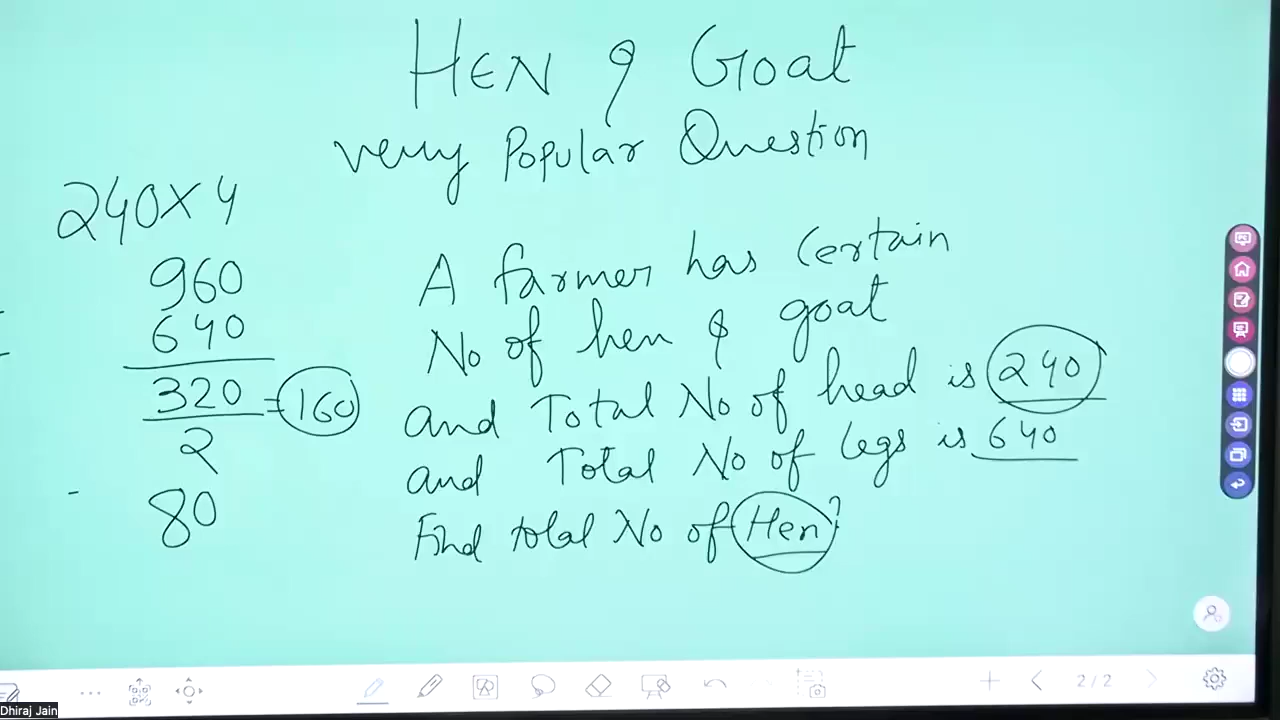 HEN & Goat
very Popular Question
240X4
960
640
320 = 160
2
80
A farmer has certain
No of hen & goat
and Total No of head is 240
and Total No of legs is 640
Find total No of Hen?
2/2
Dhiraj Jain